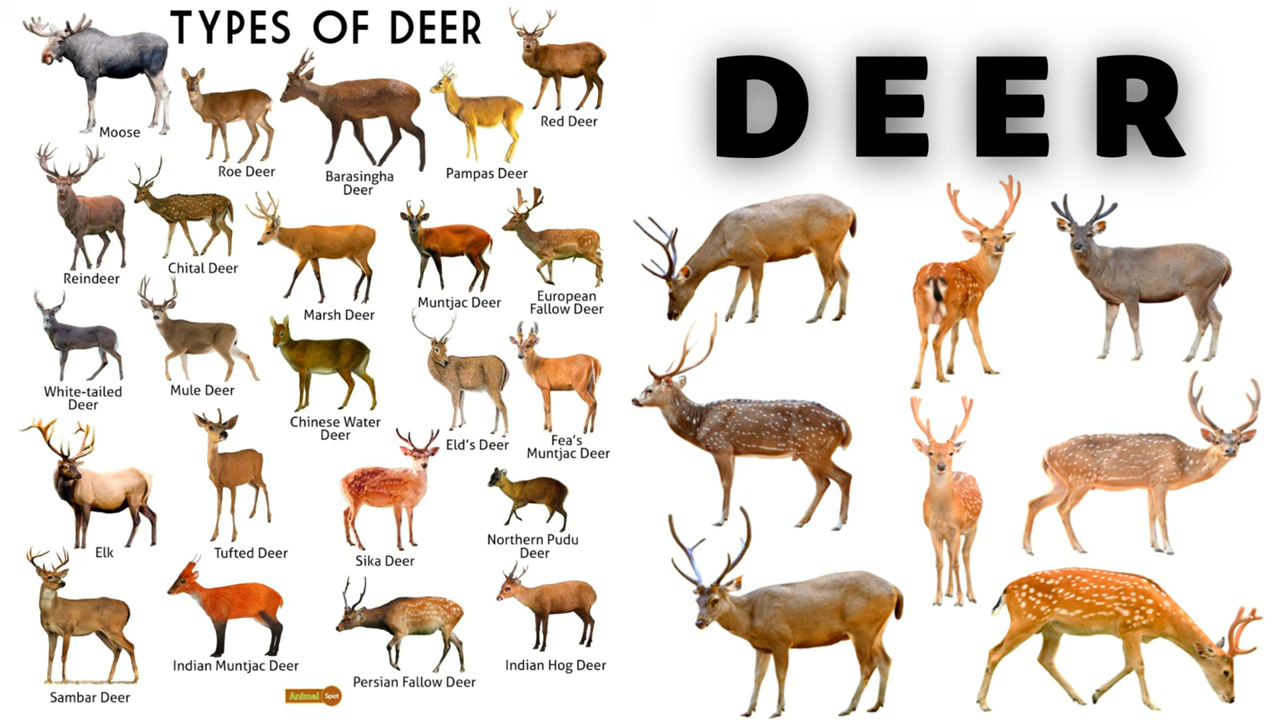 TYPES OF DEER
Moose
Roe Deer
Barasingha
Deer
Pampas Deer
Red Deer
Reindeer
Chital Deer
Marsh Deer
Muntjac Deer
European
Fallow Deer
White-tailed
Deer
Mule Deer
Chinese Water
Deer
Eld's Deer
Fea's
Muntjac Deer
Elk
Tufted Deer
Sika Deer
Northern Pudu
Deer
Sambar Deer
Indian Muntjac Deer
Persian Fallow Deer
Indian Hog Deer
Animal Spot
DEER